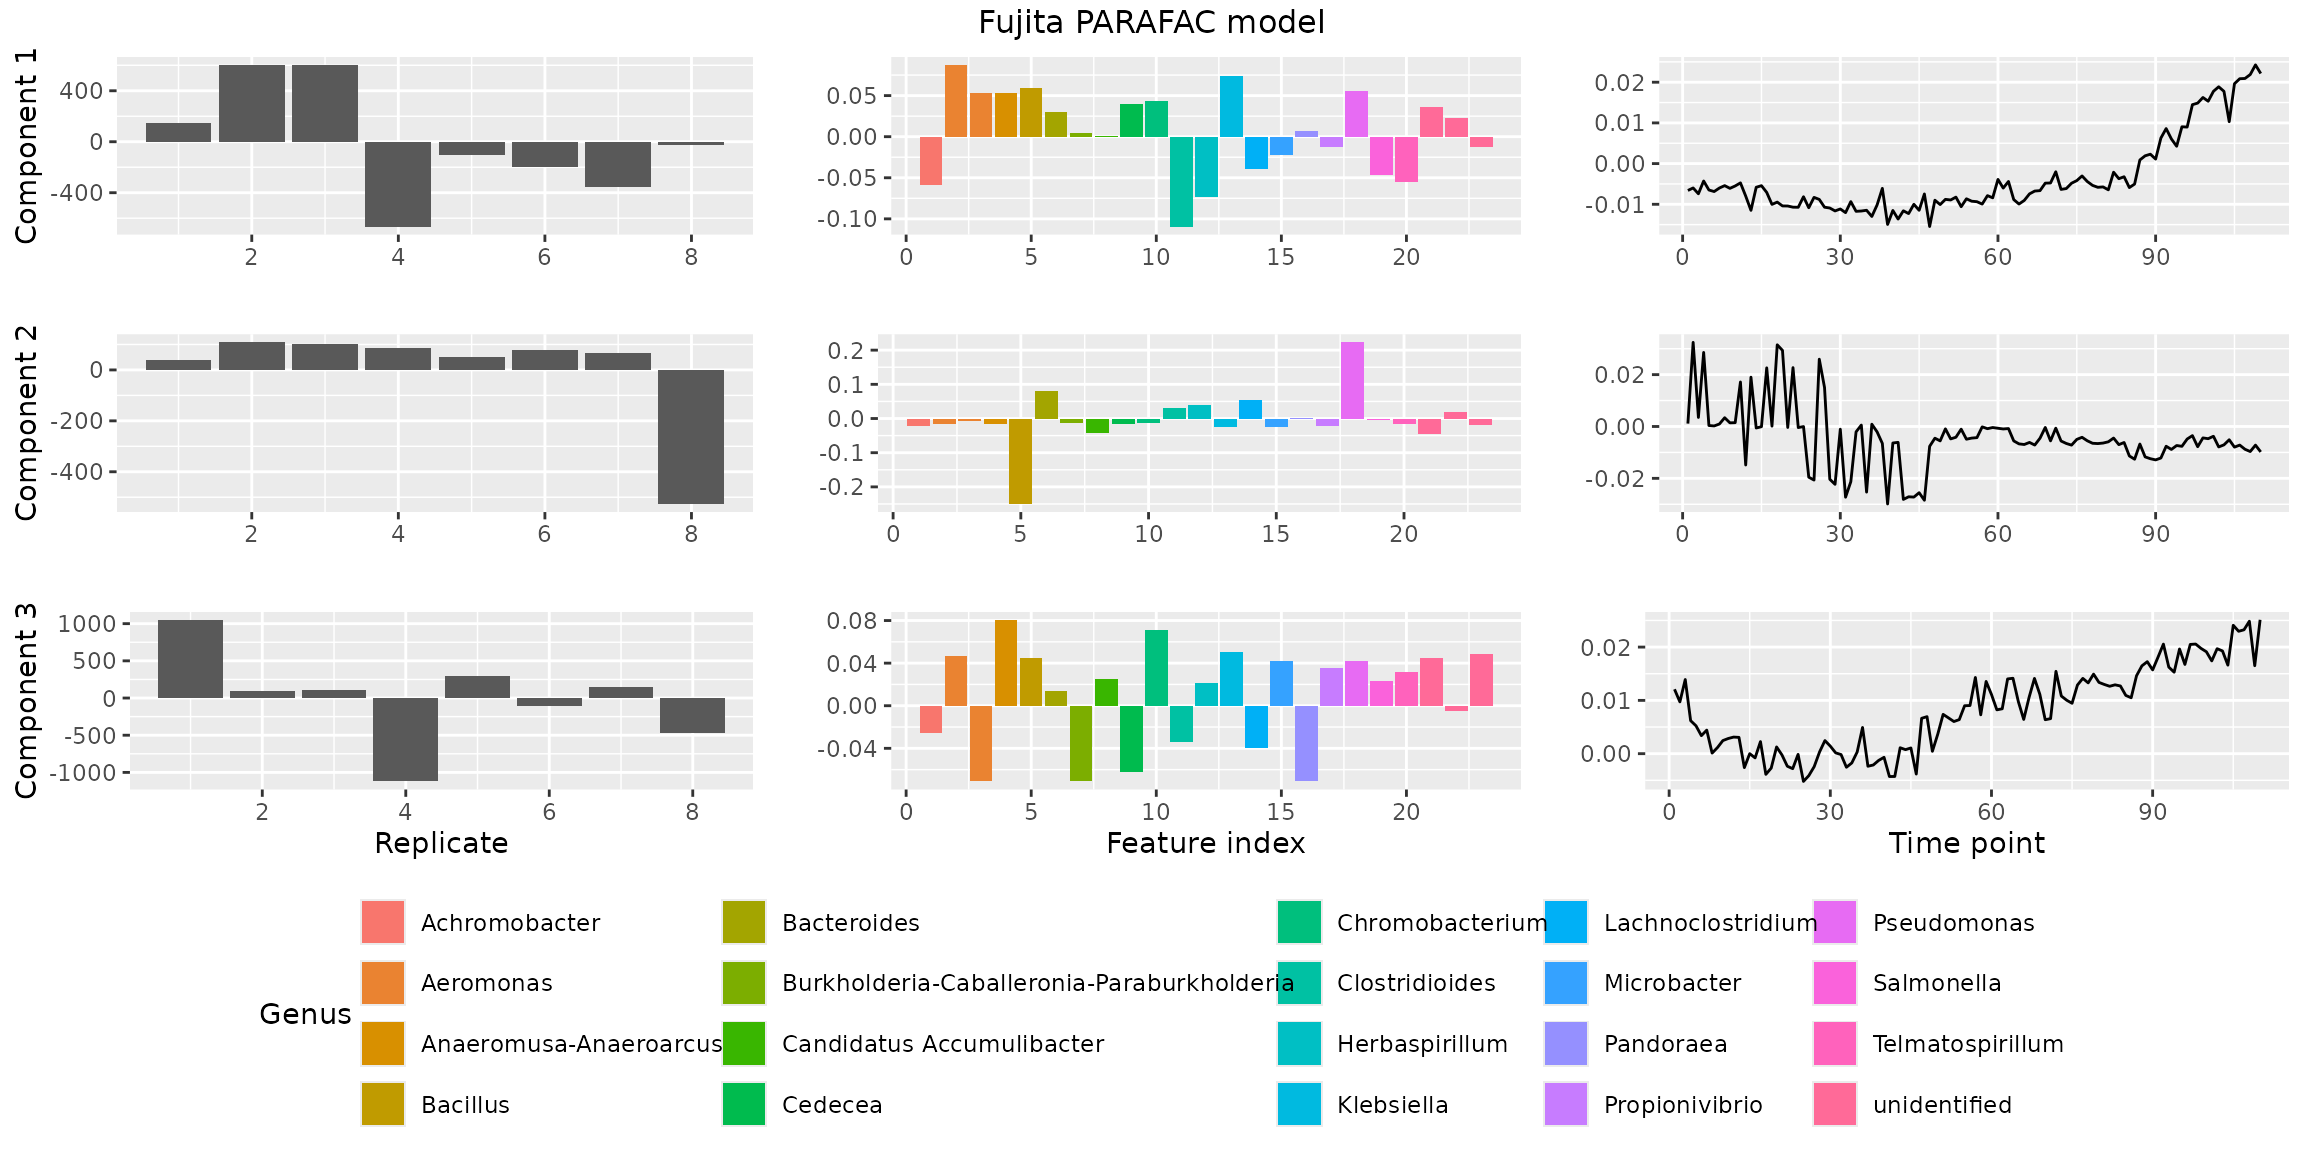 Fujita PARAFAC model
Component 1
400
0
-400
2 4 6 8
0.05
0.00
-0.05
-0.10
0 5 10 15 20
0.02
0.01
0.00
-0.01
0 30 60 90
Component 2
0
-200
-400
2 4 6 8
0.2
0.1
0.0
-0.1
-0.2
0 5 10 15 20
0.02
0.00
-0.02
0 30 60 90
Component 3
1000
500
0
-500
-1000
2 4 6 8
Replicate
0.08
0.04
0.00
-0.04
0 5 10 15 20
Feature index
0.02
0.01
0.00
0 30 60 90
Time point
Genus
Achromobacter
Aeromonas
Anaeromusa-Anaeroarcus
Bacillus
Bacteroides
Burkholderia-Caballeronia-Paraburkholderia
Candidatus Accumulibacter
Cedecea
Chromobacterium
Clostridioides
Herbaspirillum
Klebsiella
Lachnoclostridium
Microbacter
Pandoraea
Propionivibrio
Pseudomonas
Salmonella
Telmatospirillum
unidentified